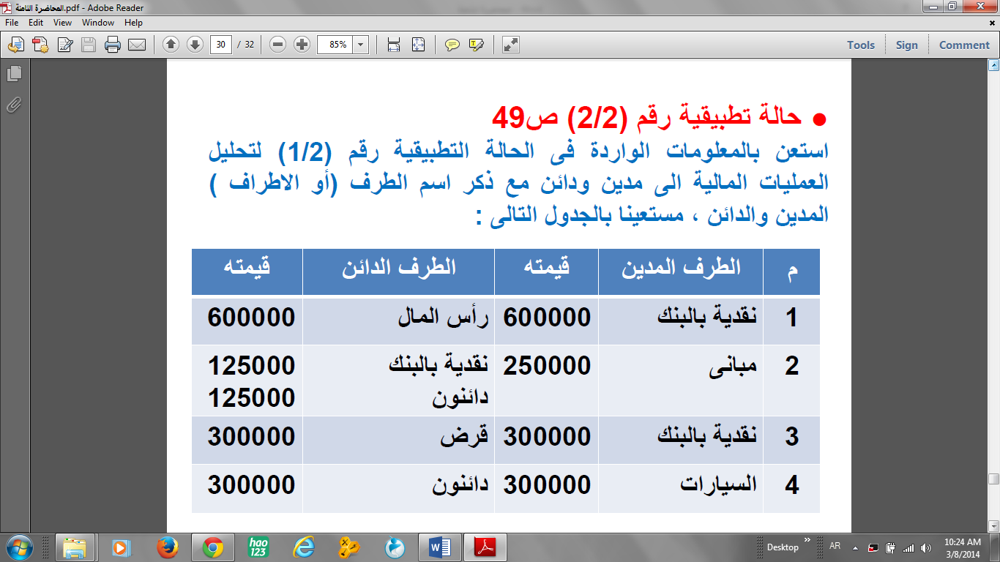 المحاضرة الثامنة.pdf - Adobe Reader
File Edit View Window Help
30 / 32 85% Tools Sign Comment
● حالة تطبيقية رقم (2/2) ص49
استعن بالمعلومات الواردة فى الحالة التطبيقية رقم (1/2) لتحليل
العمليات المالية الى مدين ودائن مع ذكر اسم الطرف (أو الاطراف )
المدين والدائن ، مستعينا بالجدول التالى :
م الطرف المدين قيمته الطرف الدائن قيمته
1 نقدية بالبنك 600000 رأس المال 600000
2 مبانى 250000 نقدية بالبنك 125000
دائنون 125000
3 نقدية بالبنك 300000 قرض 300000
4 السيارات 300000 دائنون 300000
hao
123
Desktop AR 10:24 AM
3/8/2014